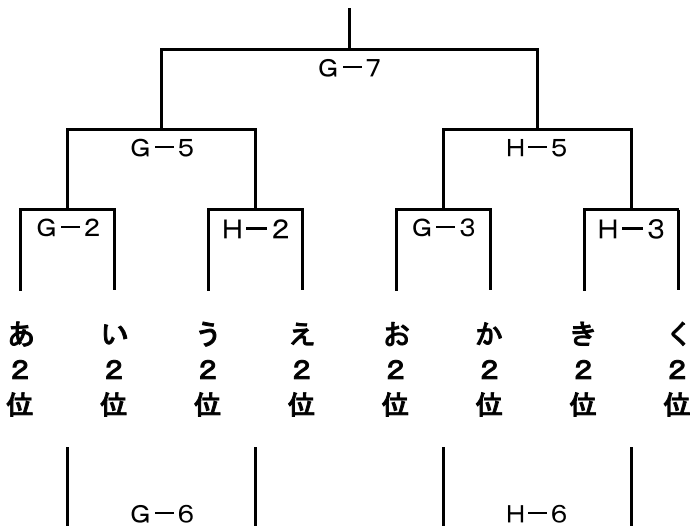 G－7
G－5
H－5
G－2
H－2
G－3
H－3
あ2位
い2位
う2位
え2位
お2位
か2位
き2位
く2位
G－6
H－6